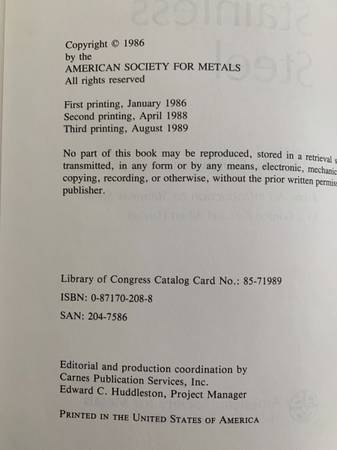 Copyright © 1986
by the
AMERICAN SOCIETY FOR METALS
All rights reserved
First printing, January 1986
Second printing, April 1988
Third printing, August 1989
No part of this book may be reproduced, stored in a retrieval
transmitted, in any form or by any means, electronic, mechanic
copying, recording, or otherwise, without the prior written permis
publisher.
Library of Congress Catalog Card No.: 85-71989
ISBN: 0-87170-208-8
SAN: 204-7586
Editorial and production coordination by
Carnes Publication Services, Inc.
Edward C. Huddleston, Project Manager
PRINTED IN THE UNITED STATES OF AMERICA